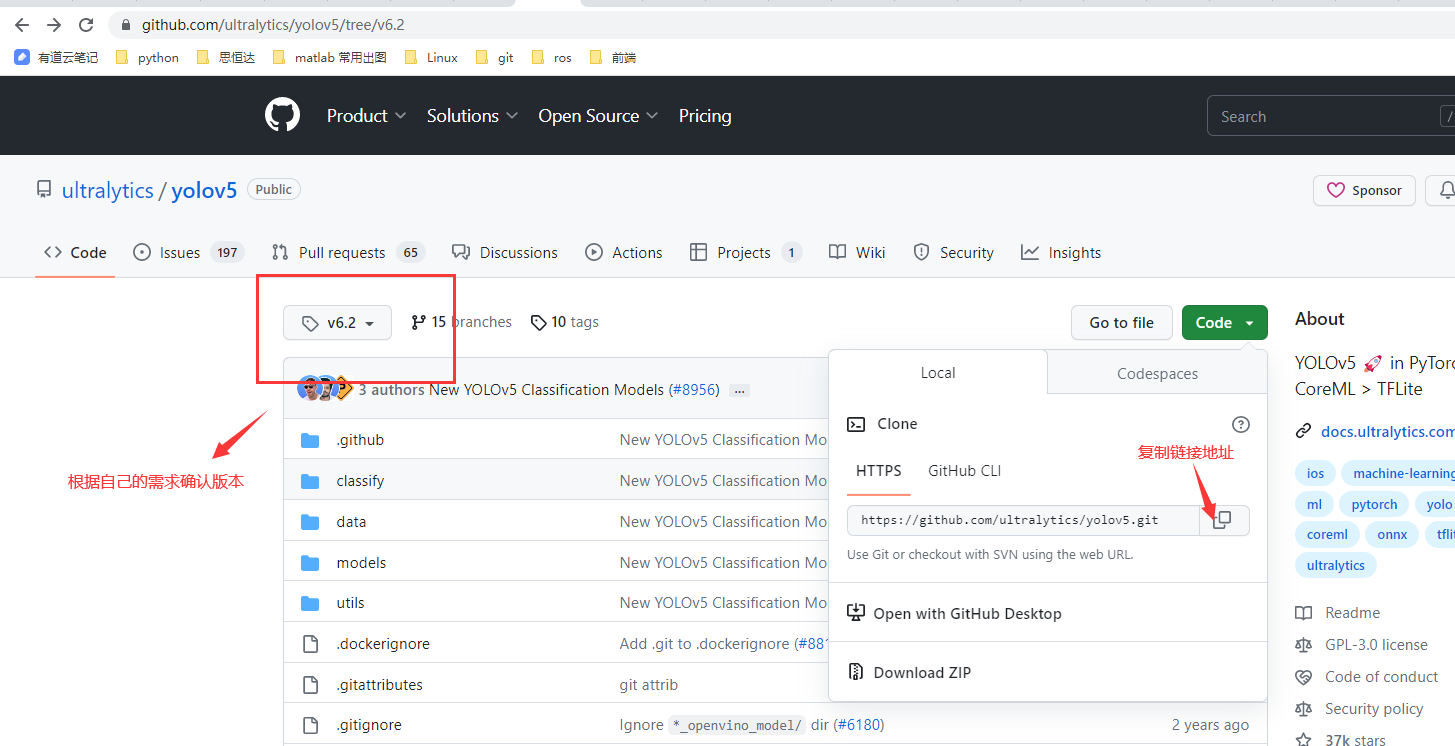 github.com/ultralytics/yolov5/tree/v6.2
有道云笔记 python 思恒达 matlab 常用出图 Linux git ros 前端
Product Solutions Open Source Pricing Search /
ultralytics / yolov5 Public Sponsor
Code Issues 197 Pull requests 65 Discussions Actions Projects 1 Wiki Security Insights
v6.2 15 branches 10 tags Go to file Code About
Local Codespaces
YOLOv5 🚀 in
CoreML > TFLite
3 authors New YOLOv5 Classification Models (#8956) ...
Clone
docs.ultralytics.com
.github New YOLOv5 Classification Mo
复制链接地址
HTTPS GitHub CLI
ios machine-learning
根据自己的需求确认版本
classify New YOLOv5 Classification Mo
ml pytorch yolo
data New YOLOv5 Classification Mo
https://github.com/ultralytics/yolov5.git
coreml onnx
Use Git or checkout with SVN using the web URL.
models New YOLOv5 Classification Mo
ultralytics
utils New YOLOv5 Classification Mo
Open with GitHub Desktop
Readme
.dockerignore Add .git to .dockerignore (#881
GPL-3.0 license
Download ZIP
Code of conduct
.gitattributes git attrib
Security policy
.gitignore Ignore *_openvino_model/ dir (#6180) 2 years ago
37k stars